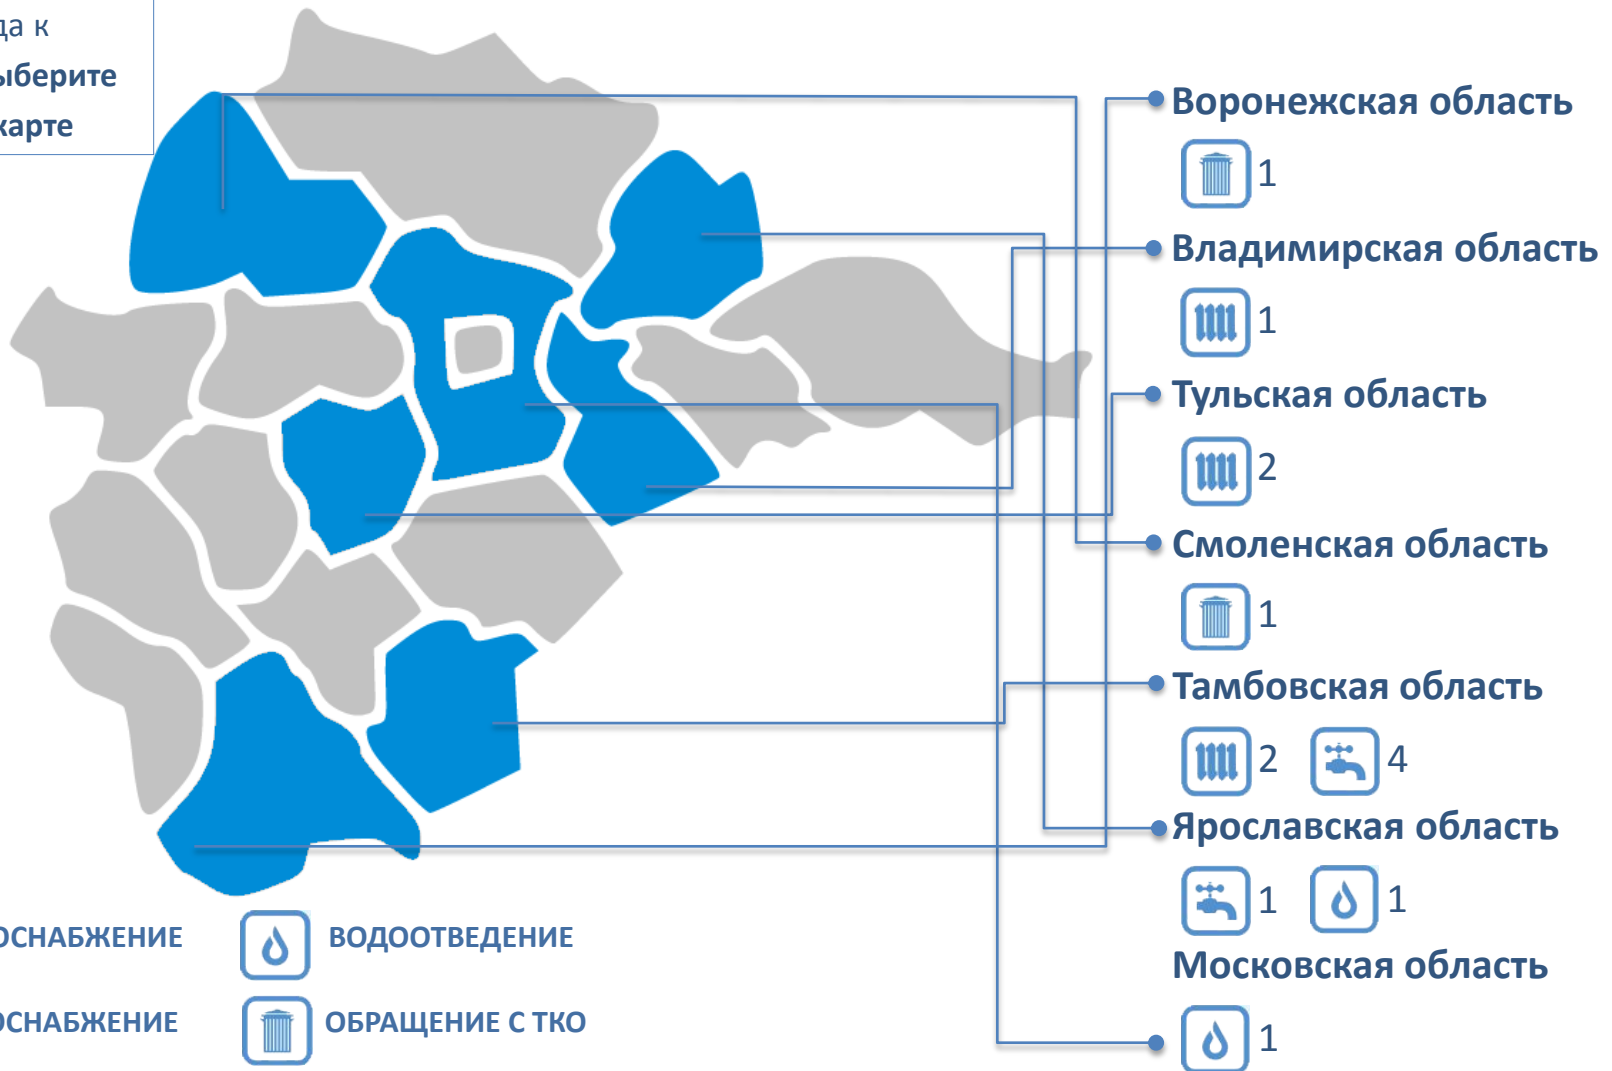 да к
ыберите
карте
Воронежская область
1
Владимирская область
1
Тульская область
2
Смоленская область
1
Тамбовская область
2 4
Ярославская область
1 1
Московская область
1
ОСНАБЖЕНИЕ ВОДООТВЕДЕНИЕ
ОСНАБЖЕНИЕ ОБРАЩЕНИЕ С ТКО